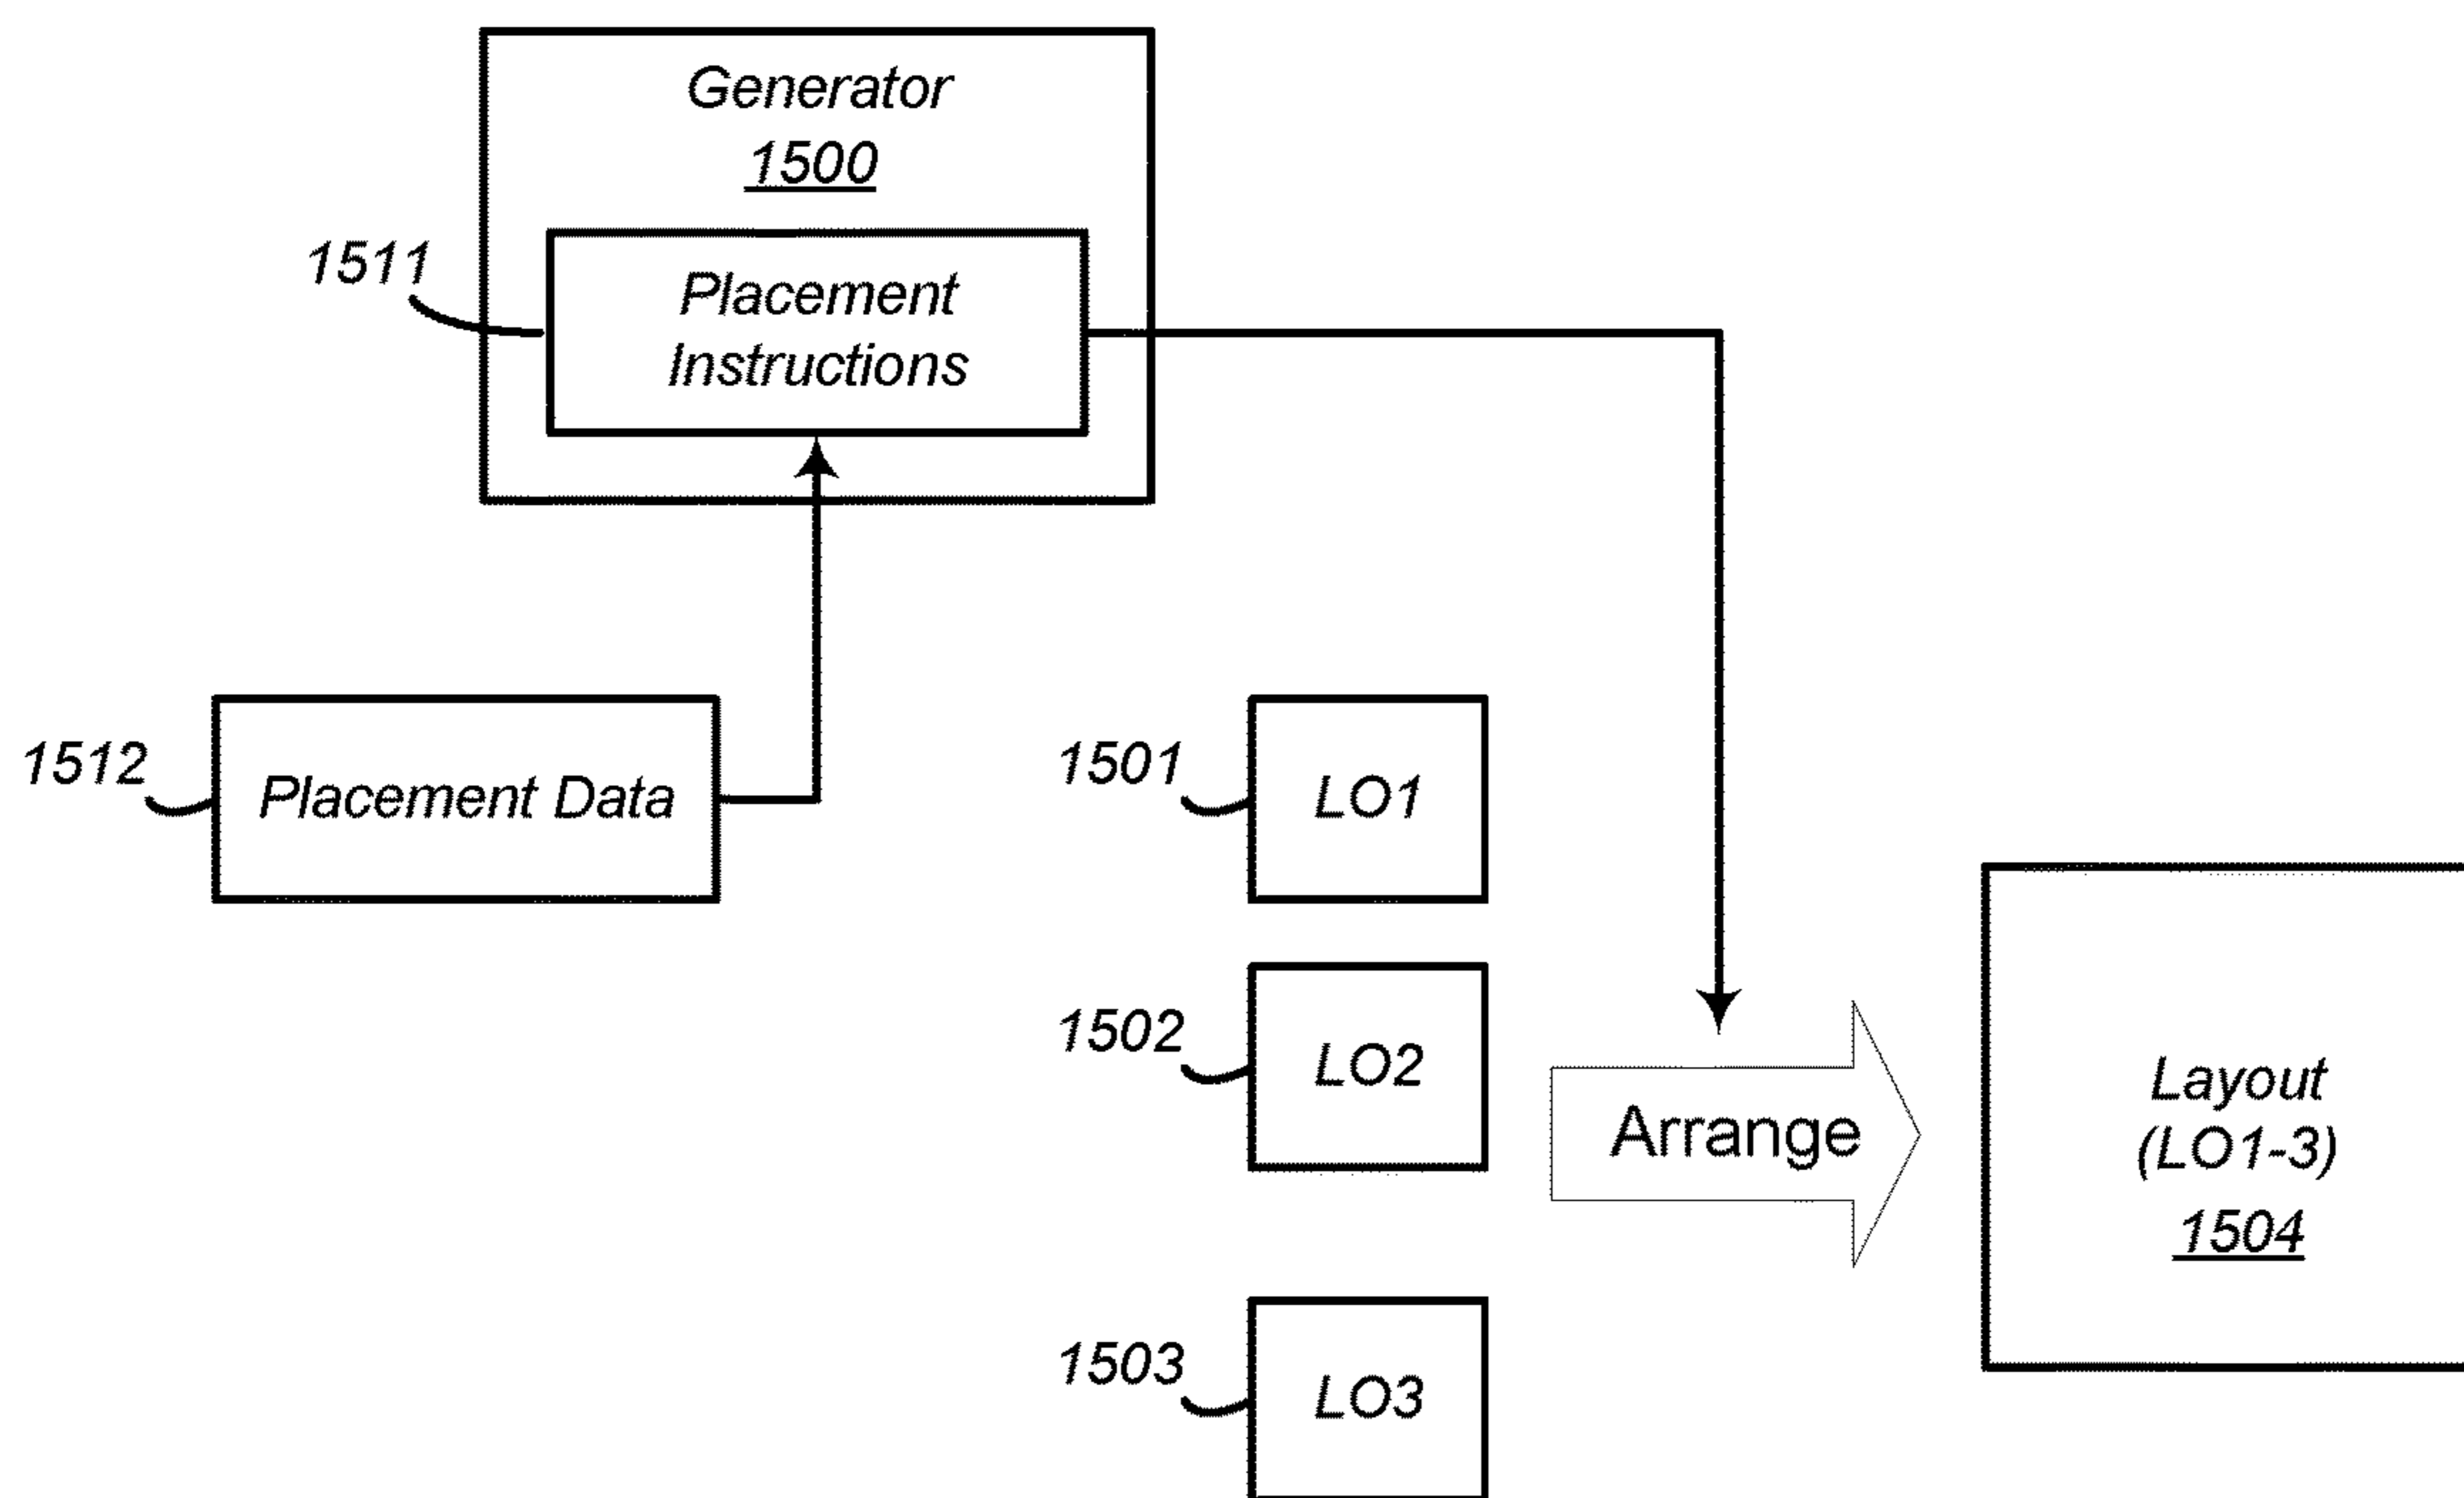 Generator
1500
1511
Placement
Instructions
1512
Placement Data
1501
LO1
1502
LO2
Arrange
Layout
(LO1-3)
1504
1503
LO3